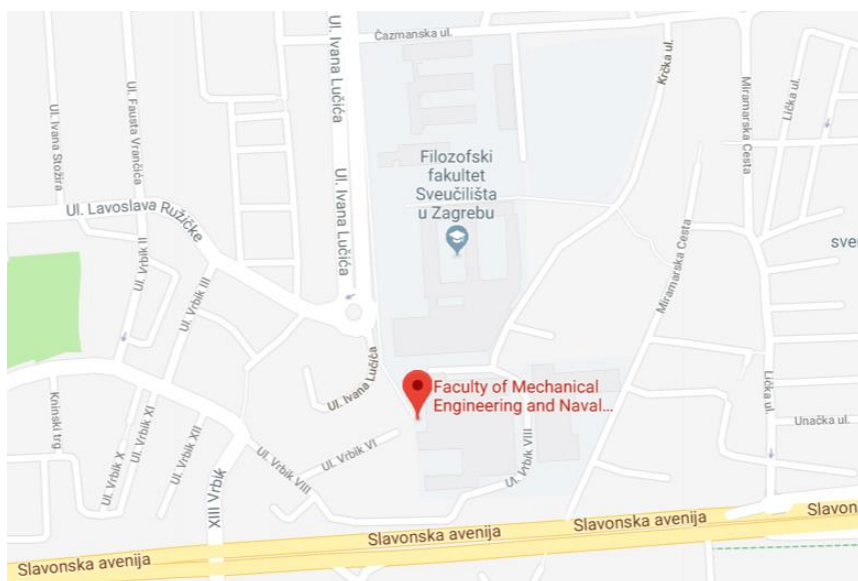 Čazmanska ul.
Ul. Ivana Lučića
Krčka ul.
Miramarska Cesta
Lička ul.
Ul. Ivana Stožira
Ul. Fausta Vrančića
Filozofski
fakultet
Sveučilišta
u Zagrebu
Ul. Lavoslava Ružičke
Ul. Ivana Lučića
sve
II. Vrbik
Ul. Vrbik III
Miramarska Cesta
Ul. Ivana Lučića
Faculty of Mechanical
Engineering and Naval...
Lička ul.
Kninski trg
Ul. Vrbik X
Ul. Vrbik XI
Ul. Vrbik XII
Ul. Vrbik VI
Ul. Vrbik VIII
Ul. Vrbik VIII
Unačka ul.
XIII Vrbik
Slavonska avenija
Slavonska avenija
Slavonska avenija
Slavon